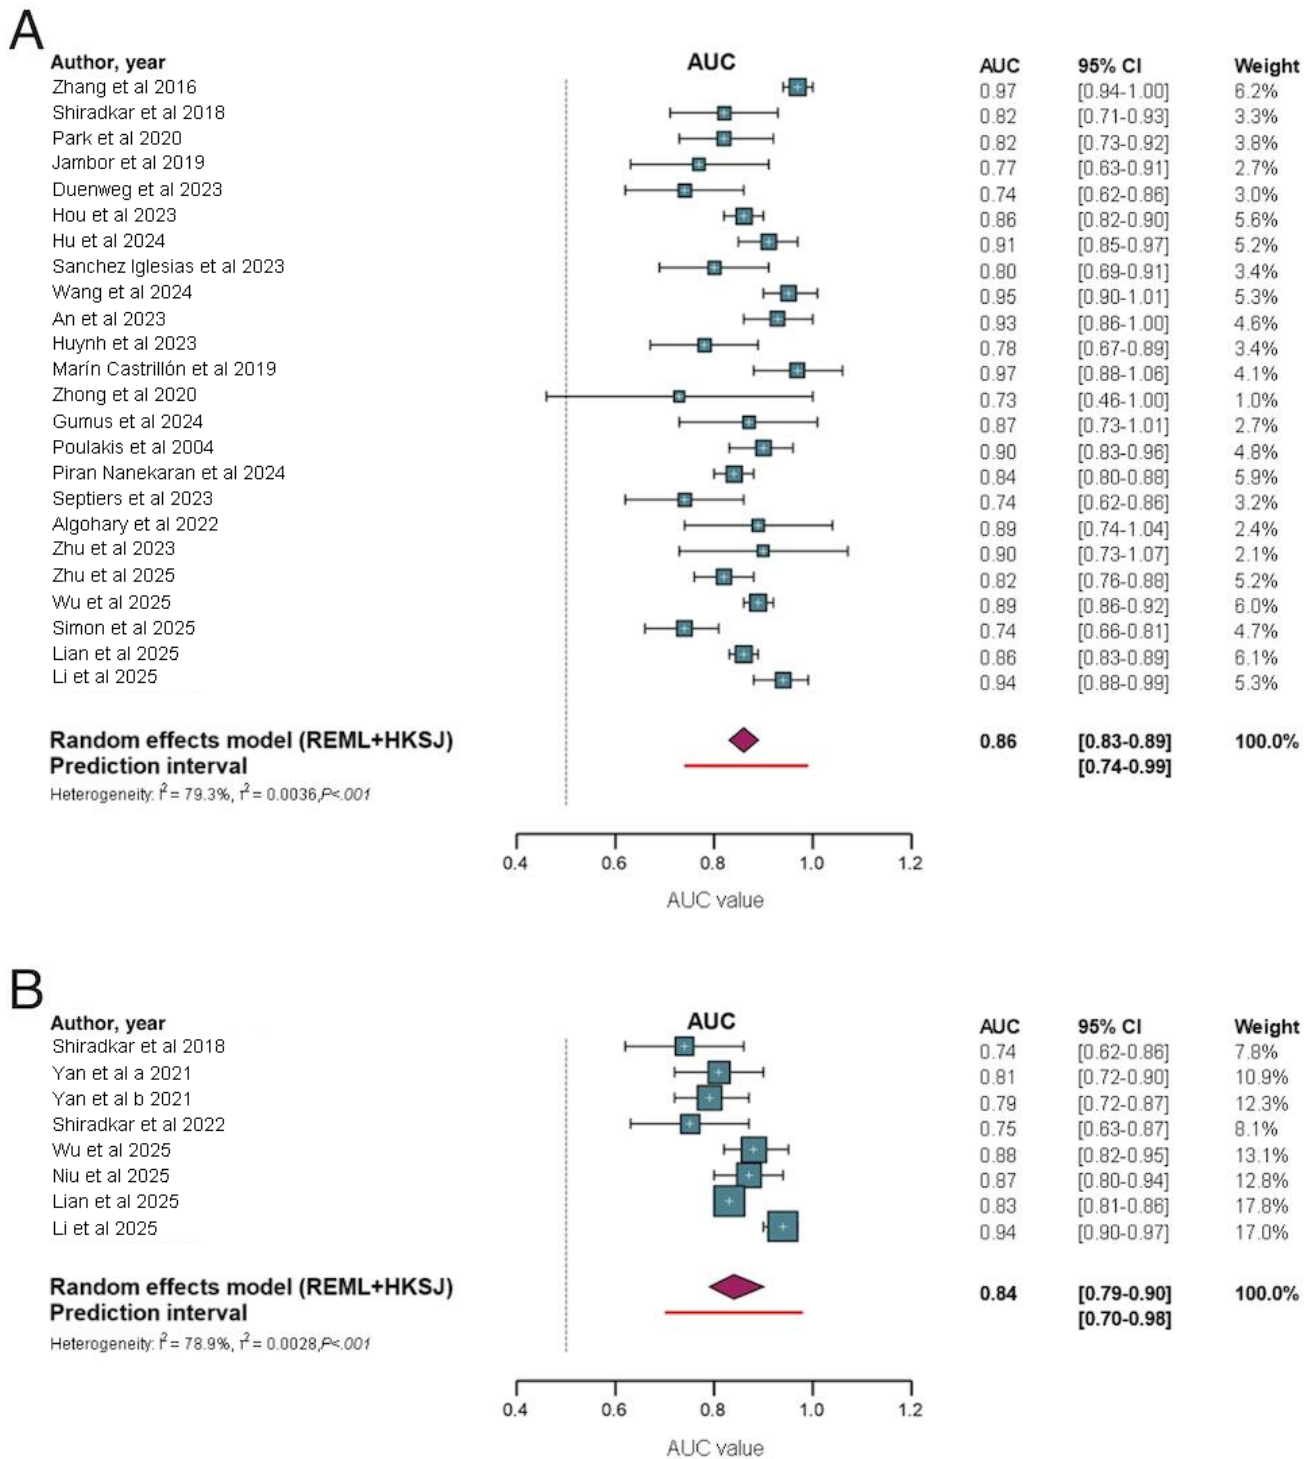 A
Author, year AUC AUC 95% CI Weight
Zhang et al 2016 0.97 [0.94-1.00] 6.2%
Shiradkar et al 2018 0.82 [0.71-0.93] 3.3%
Park et al 2020 0.82 [0.73-0.92] 3.8%
Jambor et al 2019 0.77 [0.63-0.91] 2.7%
Duenweg et al 2023 0.74 [0.62-0.86] 3.0%
Hou et al 2023 0.86 [0.82-0.90] 5.6%
Hu et al 2024 0.91 [0.85-0.97] 5.2%
Sanchez Iglesias et al 2023 0.80 [0.69-0.91] 3.4%
Wang et al 2024 0.95 [0.90-1.01] 5.3%
An et al 2023 0.93 [0.86-1.00] 4.6%
Huynh et al 2023 0.78 [0.67-0.89] 3.4%
Marín Castrillón et al 2019 0.97 [0.88-1.06] 4.1%
Zhong et al 2020 0.73 [0.46-1.00] 1.0%
Gumus et al 2024 0.87 [0.73-1.01] 2.7%
Poulakis et al 2004 0.90 [0.83-0.96] 4.8%
Piran Nanekaran et al 2024 0.84 [0.80-0.88] 5.9%
Septiers et al 2023 0.74 [0.62-0.86] 3.2%
Algohary et al 2022 0.89 [0.74-1.04] 2.4%
Zhu et al 2023 0.90 [0.73-1.07] 2.1%
Zhu et al 2025 0.82 [0.76-0.88] 5.2%
Wu et al 2025 0.89 [0.86-0.92] 6.0%
Simon et al 2025 0.74 [0.66-0.81] 4.7%
Lian et al 2025 0.86 [0.83-0.89] 6.1%
Li et al 2025 0.94 [0.88-0.99] 5.3%
Random effects model (REML+HKSJ) 0.86 [0.83-0.89] 100.0%
Prediction interval [0.74-0.99]
Heterogeneity: I² = 79.3%, τ² = 0.0036,P<.001
0.4 0.6 0.8 1.0 1.2
AUC value
B
Author, year AUC AUC 95% CI Weight
Shiradkar et al 2018 0.74 [0.62-0.86] 7.8%
Yan et al a 2021 0.81 [0.72-0.90] 10.9%
Yan et al b 2021 0.79 [0.72-0.87] 12.3%
Shiradkar et al 2022 0.75 [0.63-0.87] 8.1%
Wu et al 2025 0.88 [0.82-0.95] 13.1%
Niu et al 2025 0.87 [0.80-0.94] 12.8%
Lian et al 2025 0.83 [0.81-0.86] 17.8%
Li et al 2025 0.94 [0.90-0.97] 17.0%
Random effects model (REML+HKSJ) 0.84 [0.79-0.90] 100.0%
Prediction interval [0.70-0.98]
Heterogeneity: I² = 78.9%, τ² = 0.0028,P<.001
0.4 0.6 0.8 1.0 1.2
AUC value